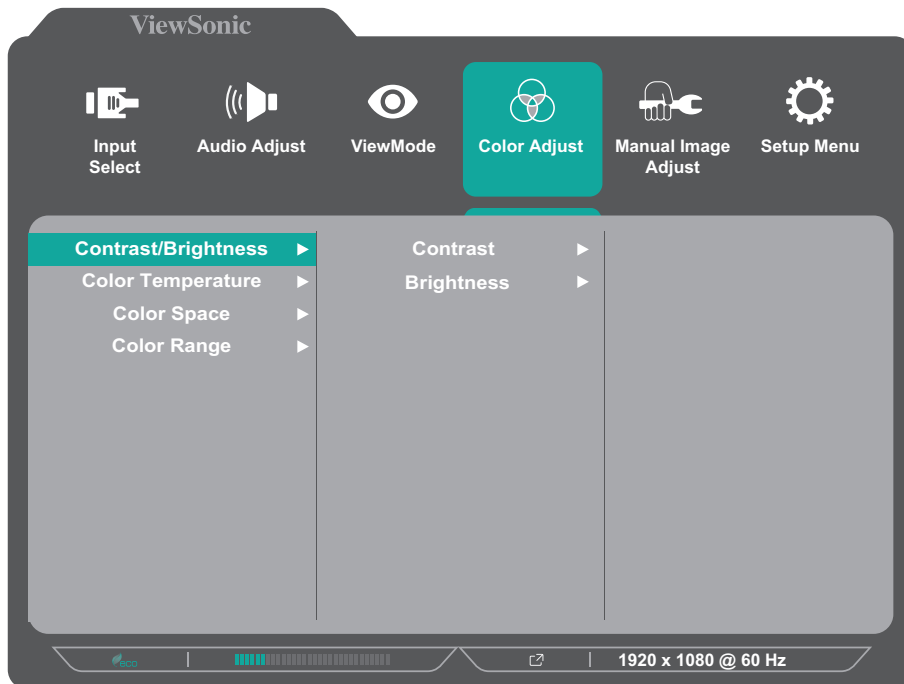 ViewSonic
Input Select
Audio Adjust
ViewMode
Color Adjust
Manual Image Adjust
Setup Menu
Contrast/Brightness
Contrast
Color Temperature
Brightness
Color Space
Color Range
eco
1920 x 1080 @ 60 Hz